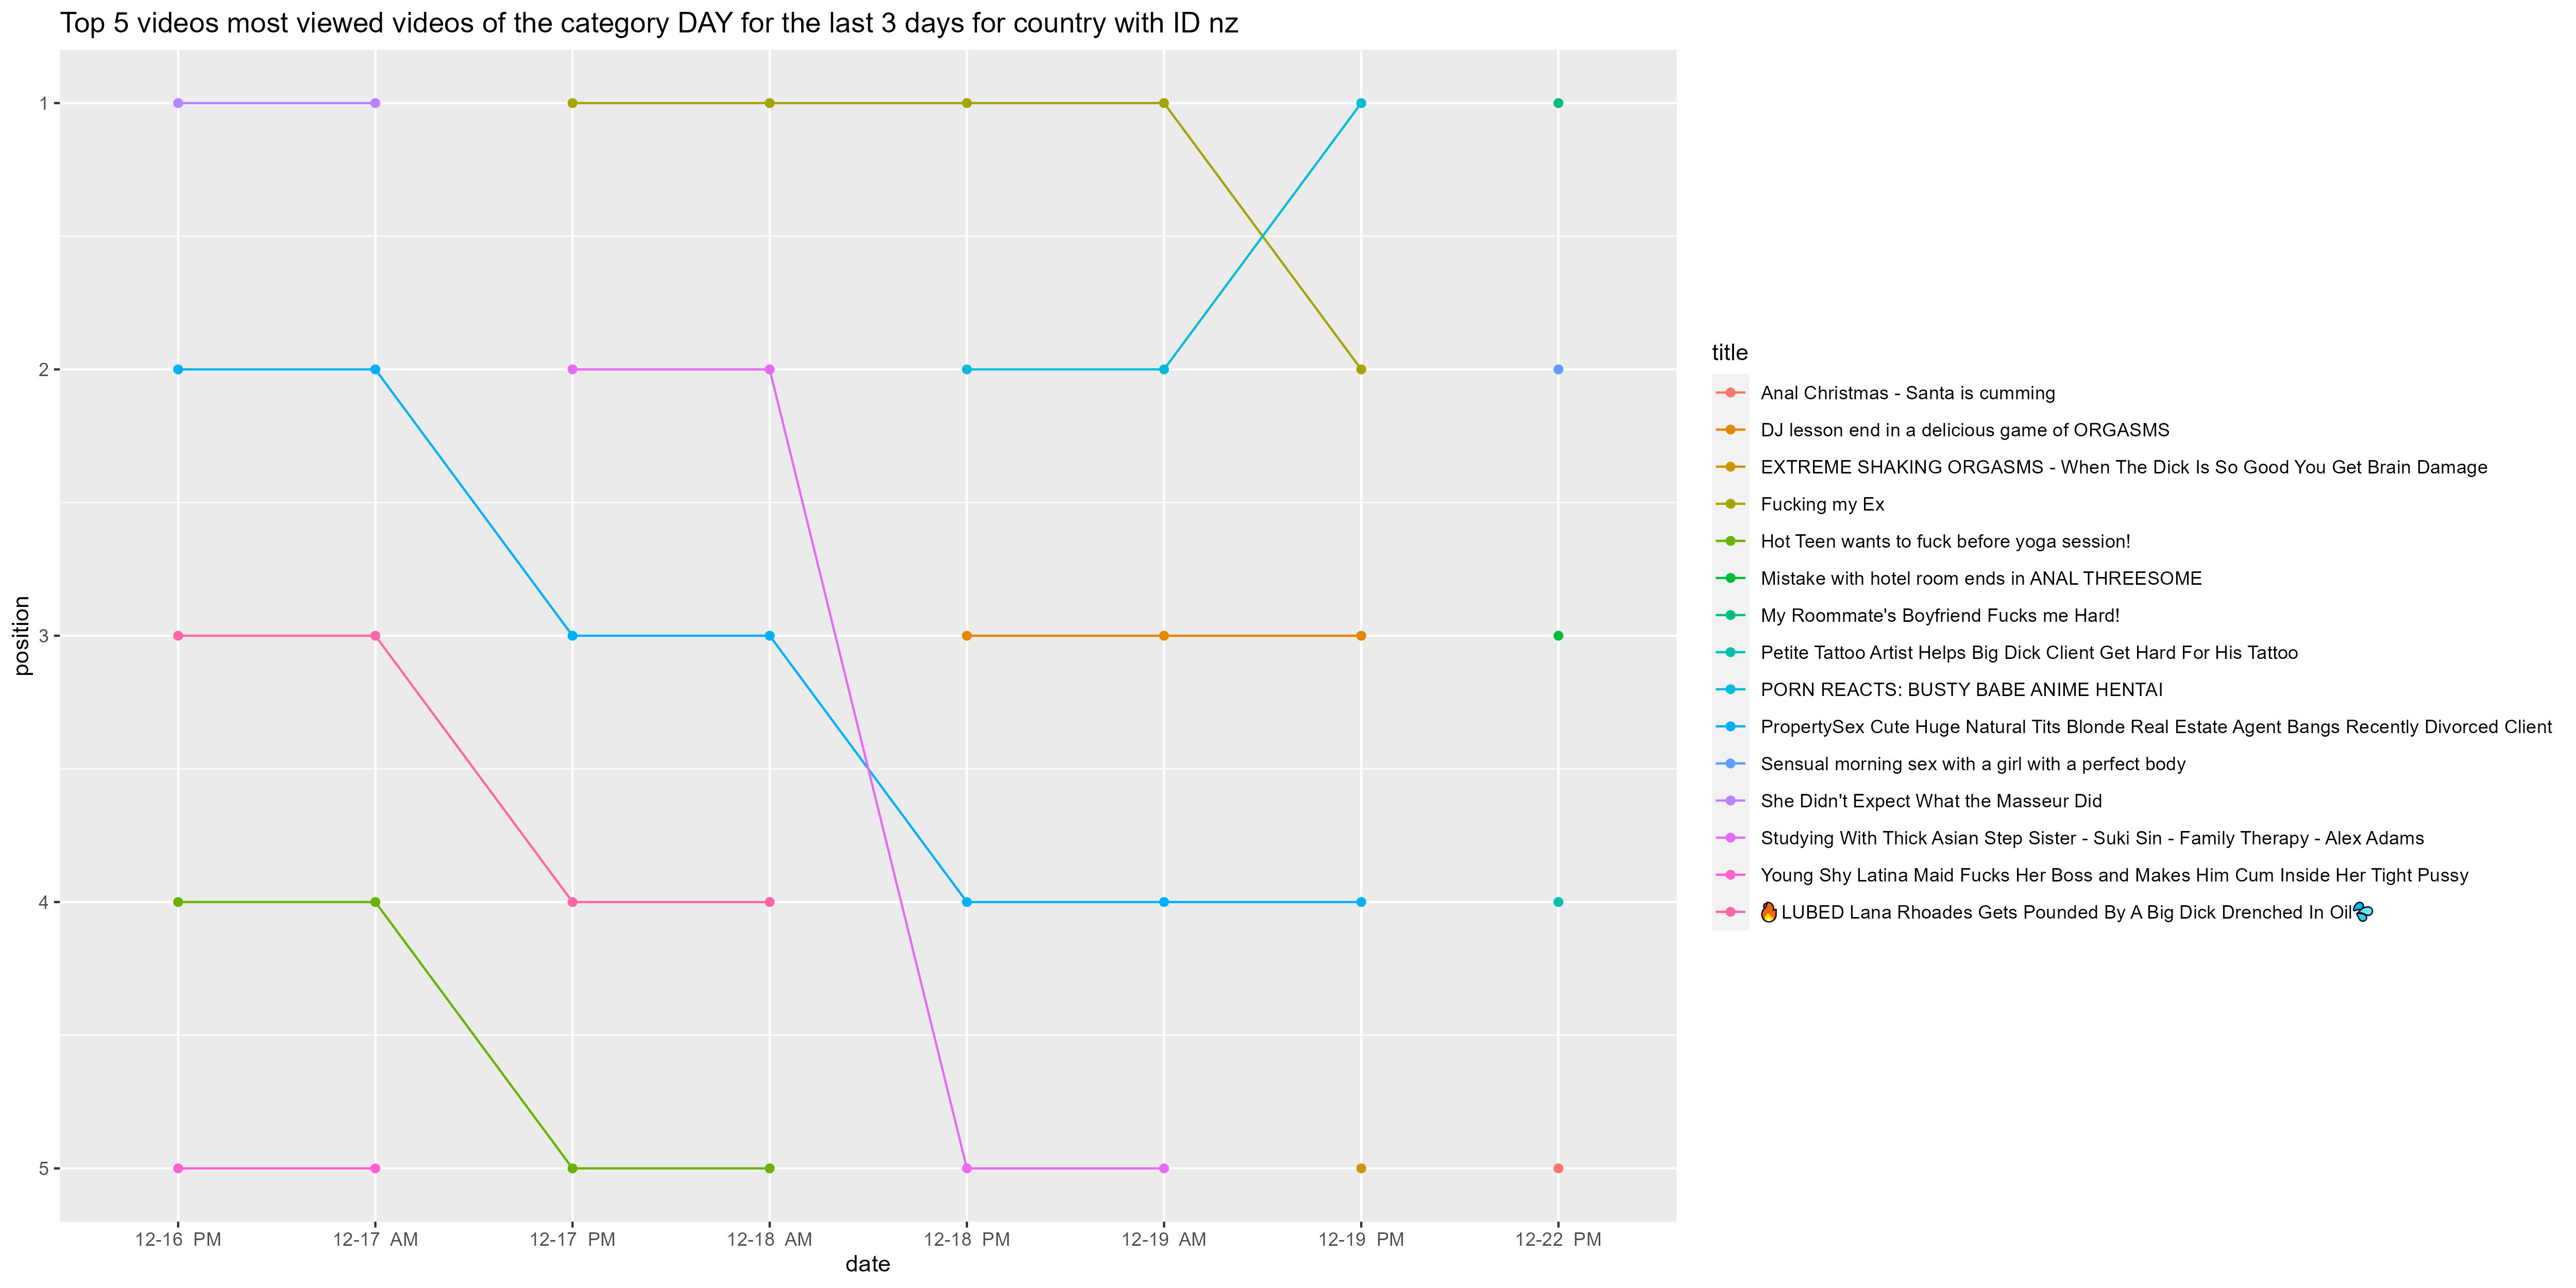 Top 5 videos most viewed videos of the category DAY for the last 3 days for country with ID nz
1
2
3
4
5
position
12-16 PM
12-17 AM
12-17 PM
12-18 AM
12-18 PM
12-19 AM
12-19 PM
12-22 PM
date
title
Anal Christmas - Santa is cumming
DJ lesson end in a delicious game of ORGASMS
EXTREME SHAKING ORGASMS - When The Dick Is So Good You Get Brain Damage
Fucking my Ex
Hot Teen wants to fuck before yoga session!
Mistake with hotel room ends in ANAL THREESOME
My Roommate's Boyfriend Fucks me Hard!
Petite Tattoo Artist Helps Big Dick Client Get Hard For His Tattoo
PORN REACTS: BUSTY BABE ANIME HENTAI
PropertySex Cute Huge Natural Tits Blonde Real Estate Agent Bangs Recently Divorced Client
Sensual morning sex with a girl with a perfect body
She Didn't Expect What the Masseur Did
Studying With Thick Asian Step Sister - Suki Sin - Family Therapy - Alex Adams
Young Shy Latina Maid Fucks Her Boss and Makes Him Cum Inside Her Tight Pussy
🔥LUBED Lana Rhoades Gets Pounded By A Big Dick Drenched In Oil💦